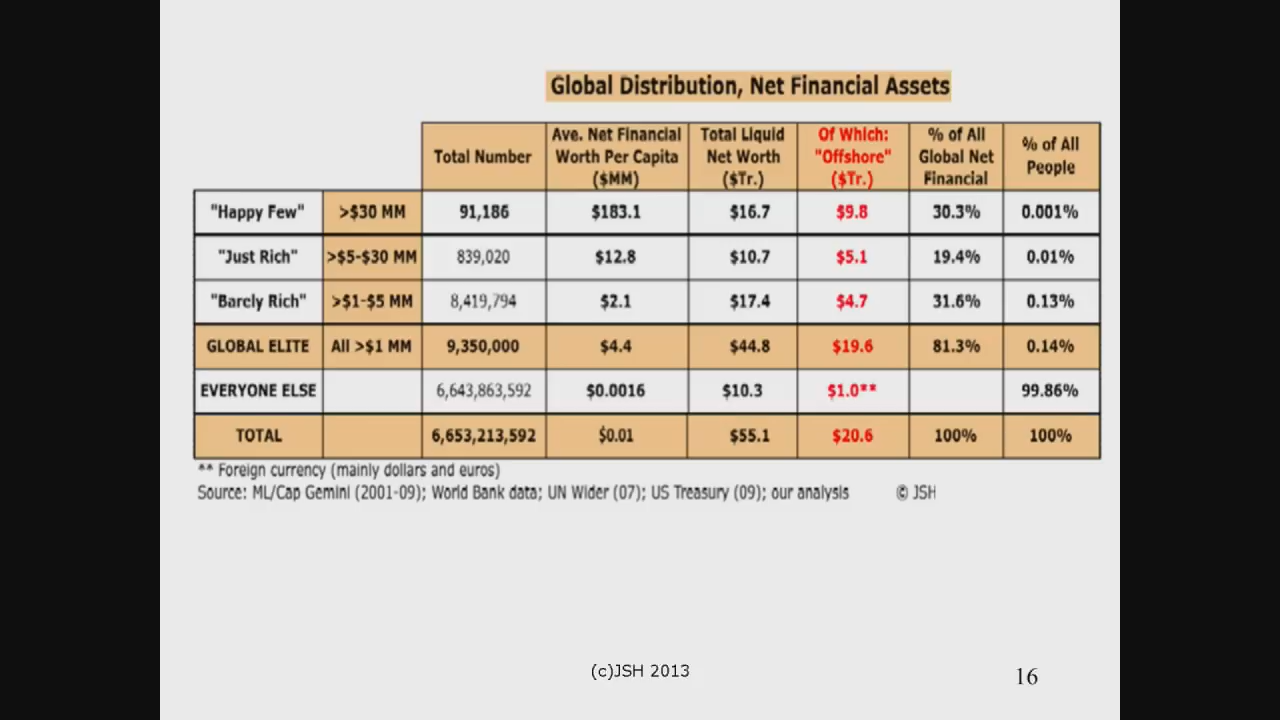 Global Distribution, Net Financial Assets
Total Number Ave. Net Financial Worth Per Capita ($MM) Total Liquid Net Worth ($Tr.) Of Which: "Offshore" ($Tr.) % of All Global Net Financial % of All People
"Happy Few" >$30 MM 91,186 $183.1 $16.7 $9.8 30.3% 0.001%
"Just Rich" >$5-$30 MM 839,020 $12.8 $10.7 $5.1 19.4% 0.01%
"Barely Rich" >$1-$5 MM 8,419,794 $2.1 $17.4 $4.7 31.6% 0.13%
GLOBAL ELITE All >$1 MM 9,350,000 $4.4 $44.8 $19.6 81.3% 0.14%
EVERYONE ELSE 6,643,863,592 $0.0016 $10.3 $1.0** 99.86%
TOTAL 6,653,213,592 $0.01 $55.1 $20.6 100% 100%
** Foreign currency (mainly dollars and euros)
Source: ML/Cap Gemini (2001-09); World Bank data; UN Wider (07); US Treasury (09); our analysis © JSH
(c)JSH 2013
16